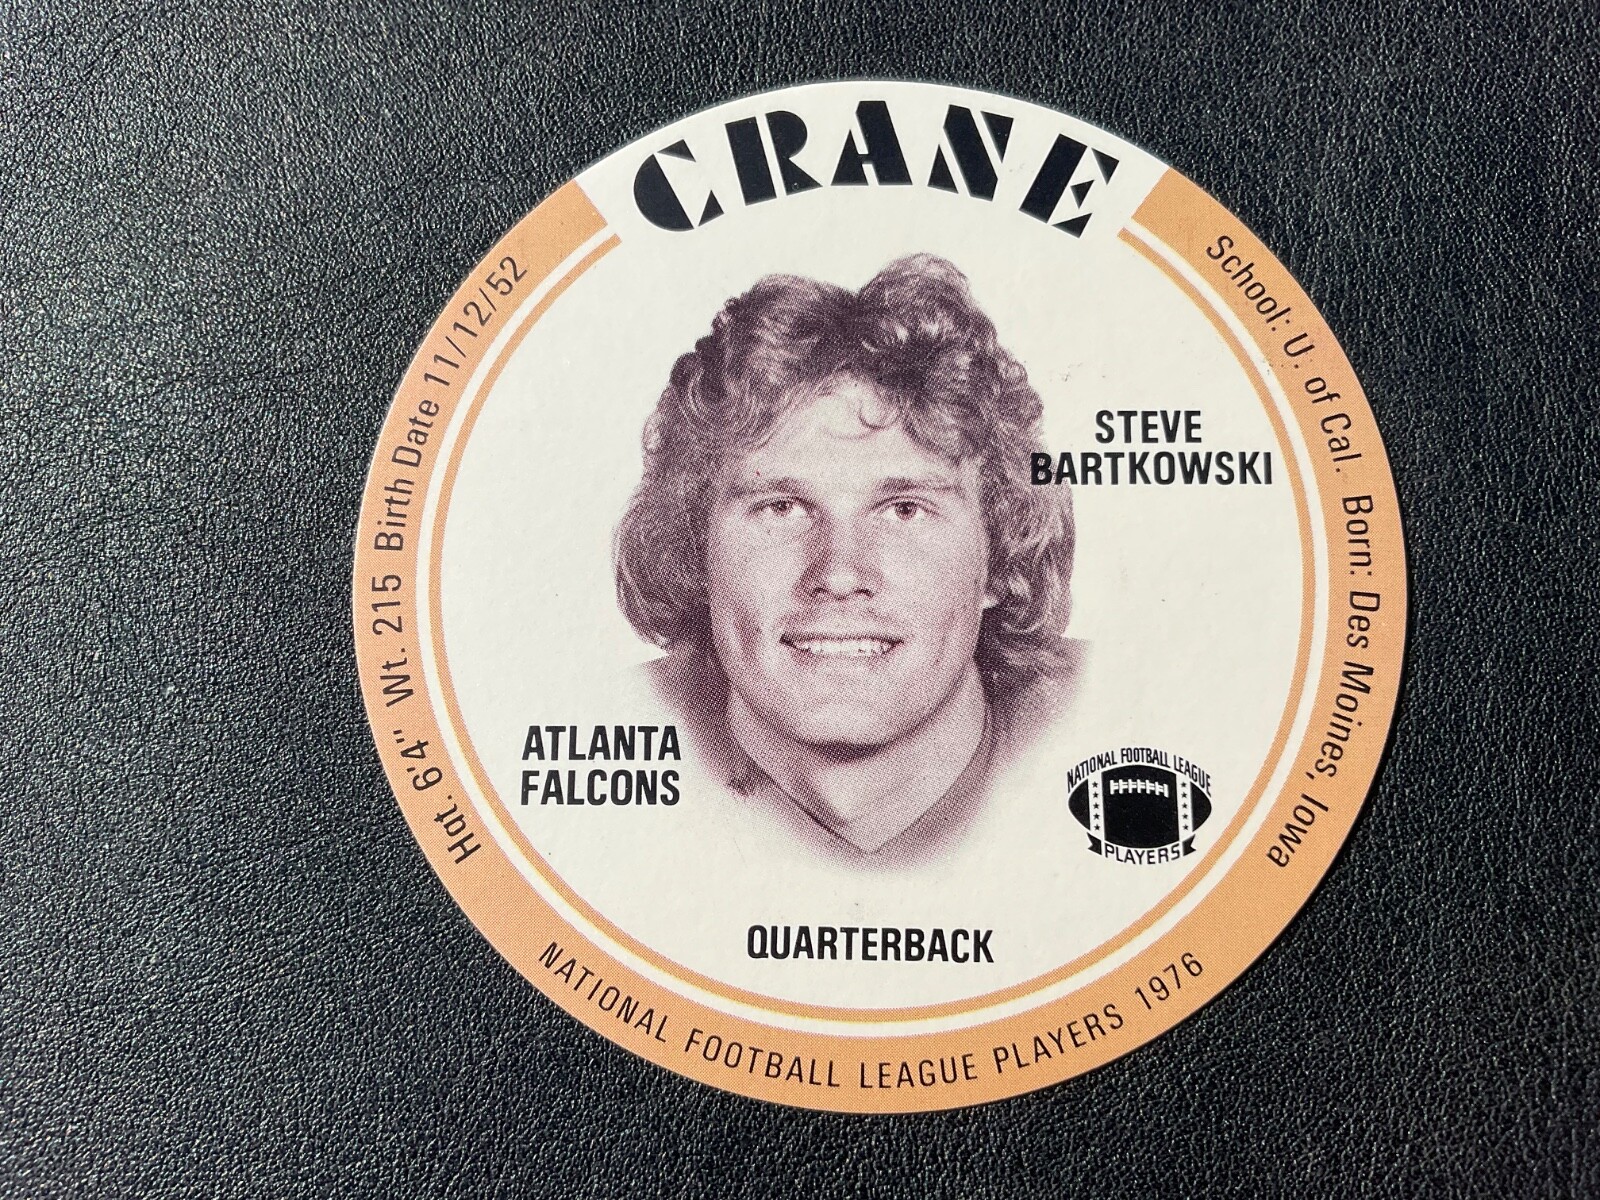 CRANE
Hgt. 6'4" Wt. 215 Birth Date 11/12/52
School: U. of Cal. Born: Des Moines, Iowa
STEVE
BARTKOWSKI
ATLANTA
FALCONS
NATIONAL FOOTBALL LEAGUE
PLAYERS
QUARTERBACK
NATIONAL FOOTBALL LEAGUE PLAYERS 1976